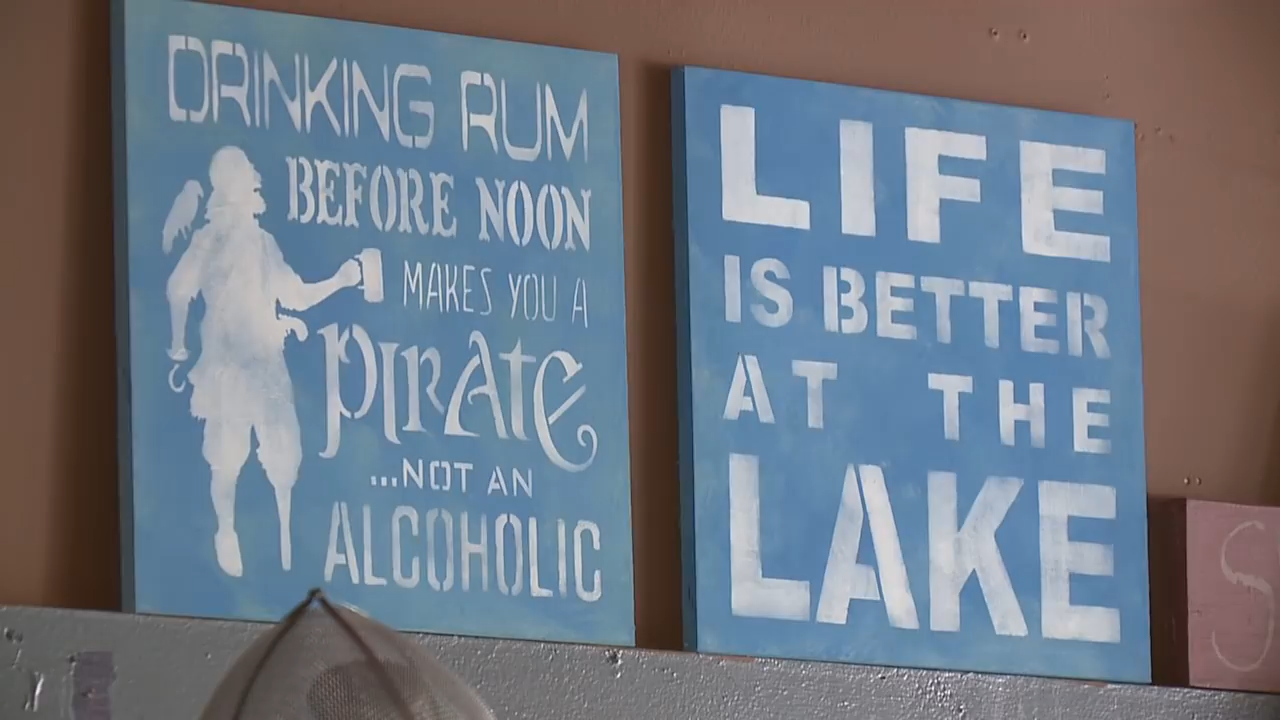 DRINKING RUM
BEFORE NOON
MAKES YOU A
PIRATE
...NOT AN
ALCOHOLIC
LIFE
IS BETTER
AT THE
LAKE
S